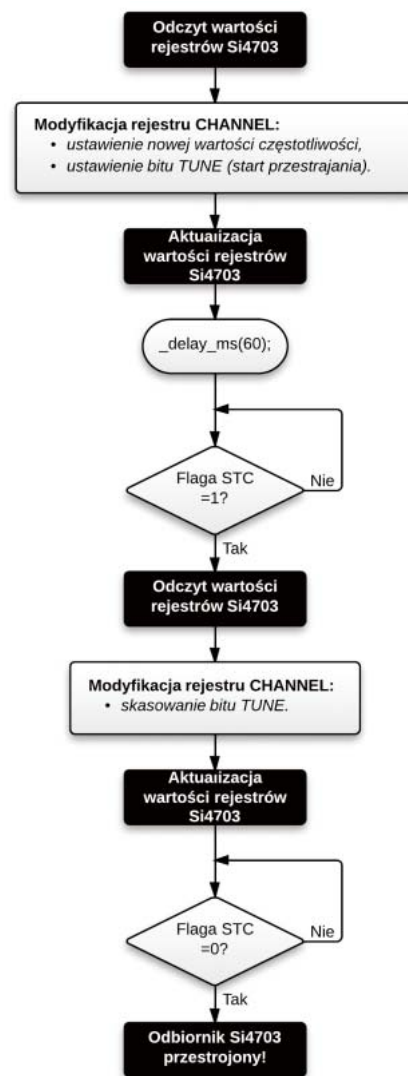 Odczyt wartości
rejestrów Si4703
Modyfikacja rejestru CHANNEL:
• ustawienie nowej wartości częstotliwości,
• ustawienie bitu TUNE (start przestrajania).
Aktualizacja
wartości rejestrów
Si4703
_delay_ms(60);
Flaga STC
=1?
Nie
Tak
Odczyt wartości
rejestrów Si4703
Modyfikacja rejestru CHANNEL:
• skasowanie bitu TUNE.
Aktualizacja
wartości rejestrów
Si4703
Flaga STC
=0?
Nie
Tak
Odbiornik Si4703
przestrojony!